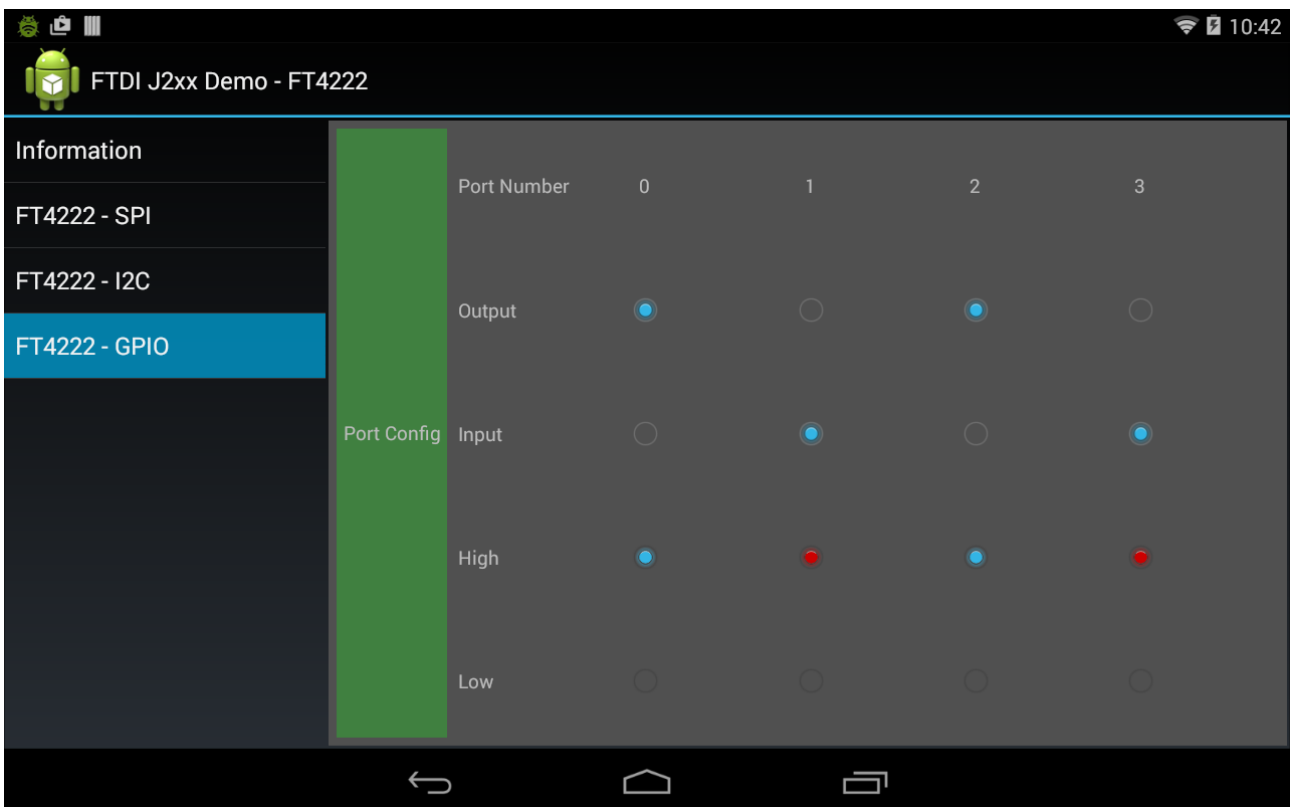 10:42
FTDI J2xx Demo - FT4222
Information
FT4222 - SPI
FT4222 - I2C
FT4222 - GPIO
Port Config
Port Number 0 1 2 3
Output
Input
High
Low